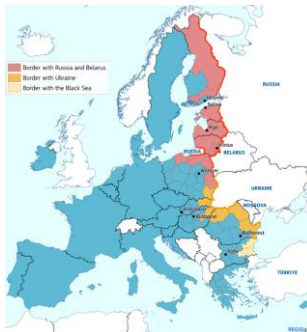 Border with Russia and Belarus
Border with Ukraine
Border with the Black Sea
RUSSIA
Helsinki
Tallinn
Riga
Vilnius
RUSSIA
BELARUS
Warsaw
UKRAINE
Bratislava
MOLDOVA
Budapest
Bucharest
Sofia
TÜRKIYE
REGIO